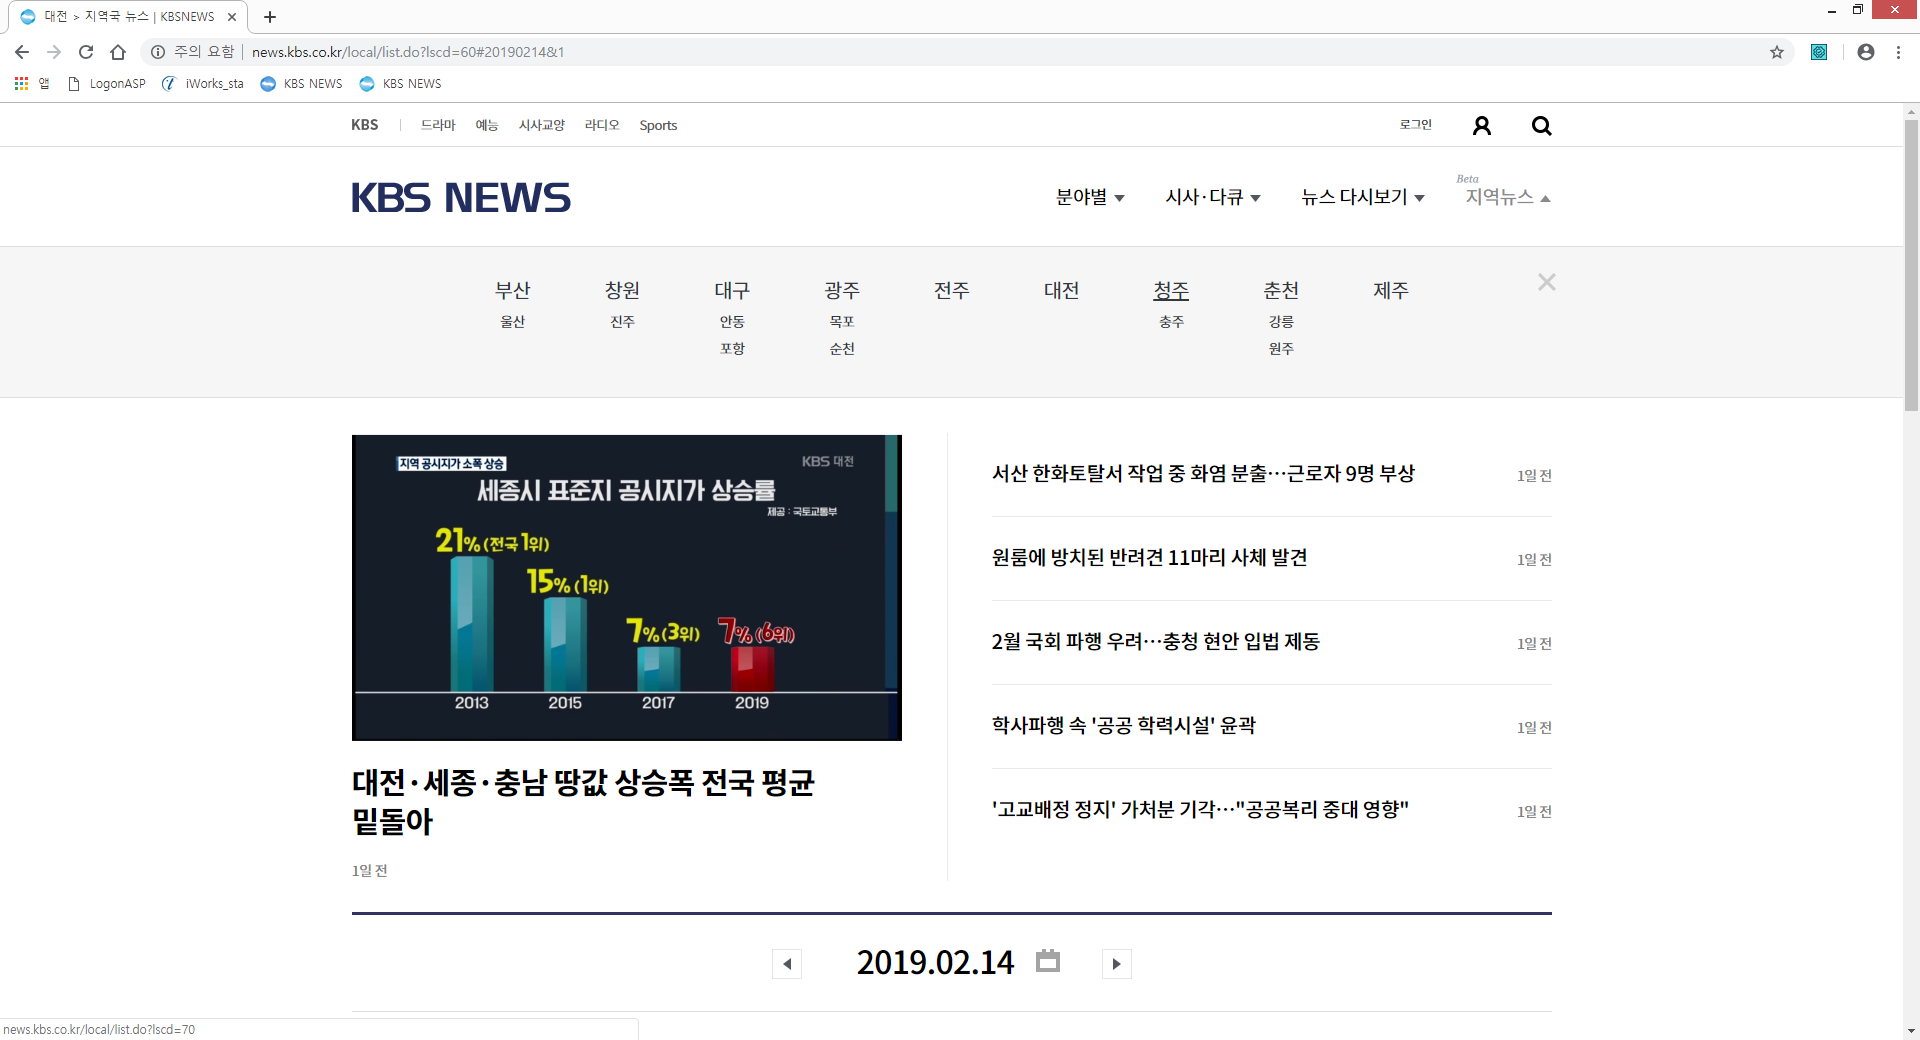 대전 > 지역국 뉴스 | KBSNEWS
주의 요함 | news.kbs.co.kr/local/list.do?lscd=60#20190214&1
앱 LogonASP iWorks_sta KBS NEWS KBS NEWS
KBS 드라마 예능 시사교양 라디오 Sports 로그인
KBS NEWS
분야별 시사·다큐 뉴스 다시보기 Beta 지역뉴스
부산 창원 대구 광주 전주 대전 청주 춘천 제주
울산 진주 안동 목포 충주 강릉
포항 순천 원주
지역 공시지가 소폭 상승
KBS 대전
세종시 표준지 공시지가 상승률
제공 : 국토교통부
21% (전국 1위)
15% (1위)
7% (3위) 7% (6위)
2013 2015 2017 2019
대전·세종·충남 땅값 상승폭 전국 평균
밑돌아
1일 전
서산 한화토탈서 작업 중 화염 분출…근로자 9명 부상 1일 전
원룸에 방치된 반려견 11마리 사체 발견 1일 전
2월 국회 파행 우려…충청 현안 입법 제동 1일 전
학사파행 속 '공공 학력시설' 윤곽 1일 전
'고교배정 정지' 가처분 기각…"공공복리 중대 영향" 1일 전
2019.02.14
news.kbs.co.kr/local/list.do?lscd=70